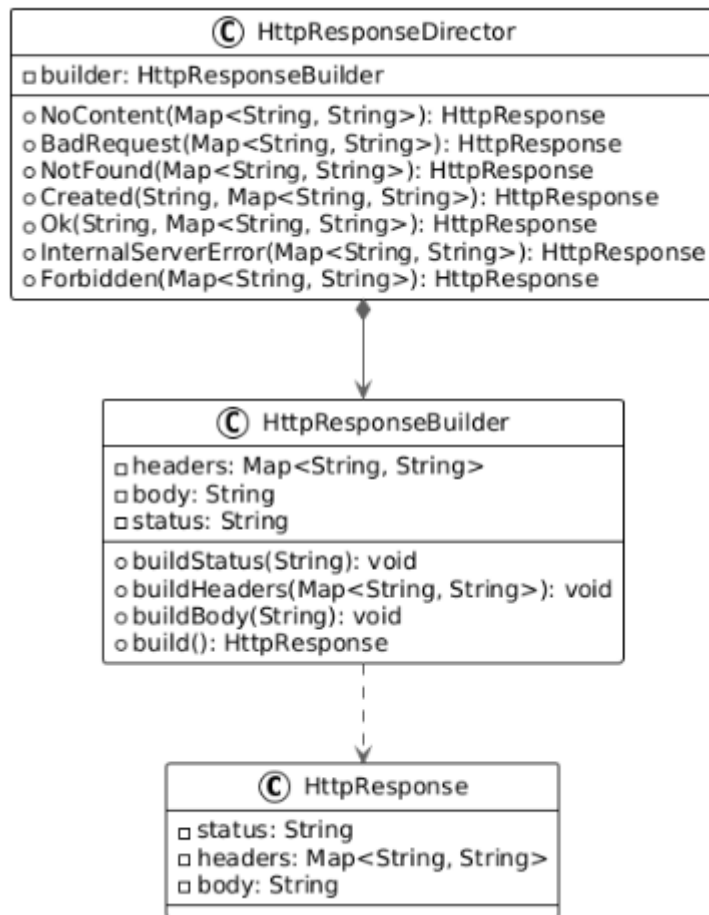 C HttpResponseDirector
builder: HttpResponseBuilder
NoContent(Map<String, String>): HttpResponse
BadRequest(Map<String, String>): HttpResponse
NotFound(Map<String, String>): HttpResponse
Created(String, Map<String, String>): HttpResponse
Ok(String, Map<String, String>): HttpResponse
InternalServerError(Map<String, String>): HttpResponse
Forbidden(Map<String, String>): HttpResponse
C HttpResponseBuilder
headers: Map<String, String>
body: String
status: String
buildStatus(String): void
buildHeaders(Map<String, String>): void
buildBody(String): void
build(): HttpResponse
C HttpResponse
status: String
headers: Map<String, String>
body: String